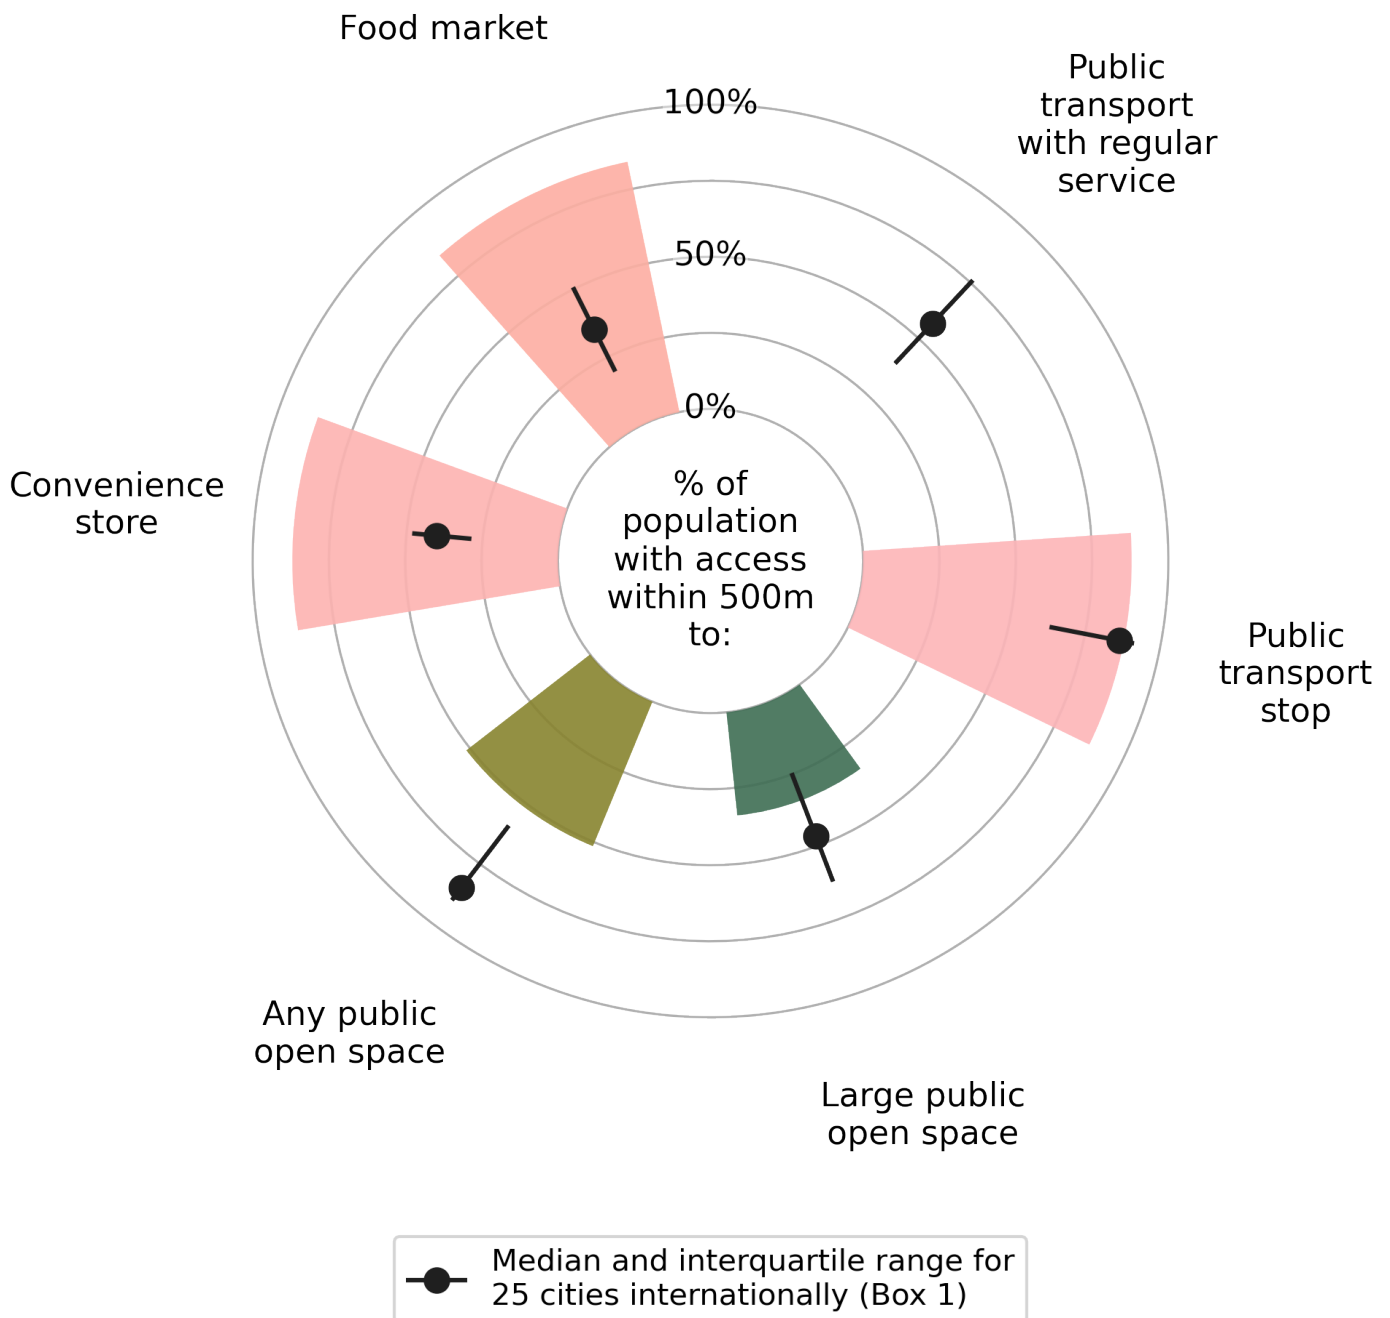 Food market
Public
transport
with regular
service
100%
50%
0%
% of
population
with access
within 500m
to:
Convenience
store
Public
transport
stop
Any public
open space
Large public
open space
Median and interquartile range for
25 cities internationally (Box 1)